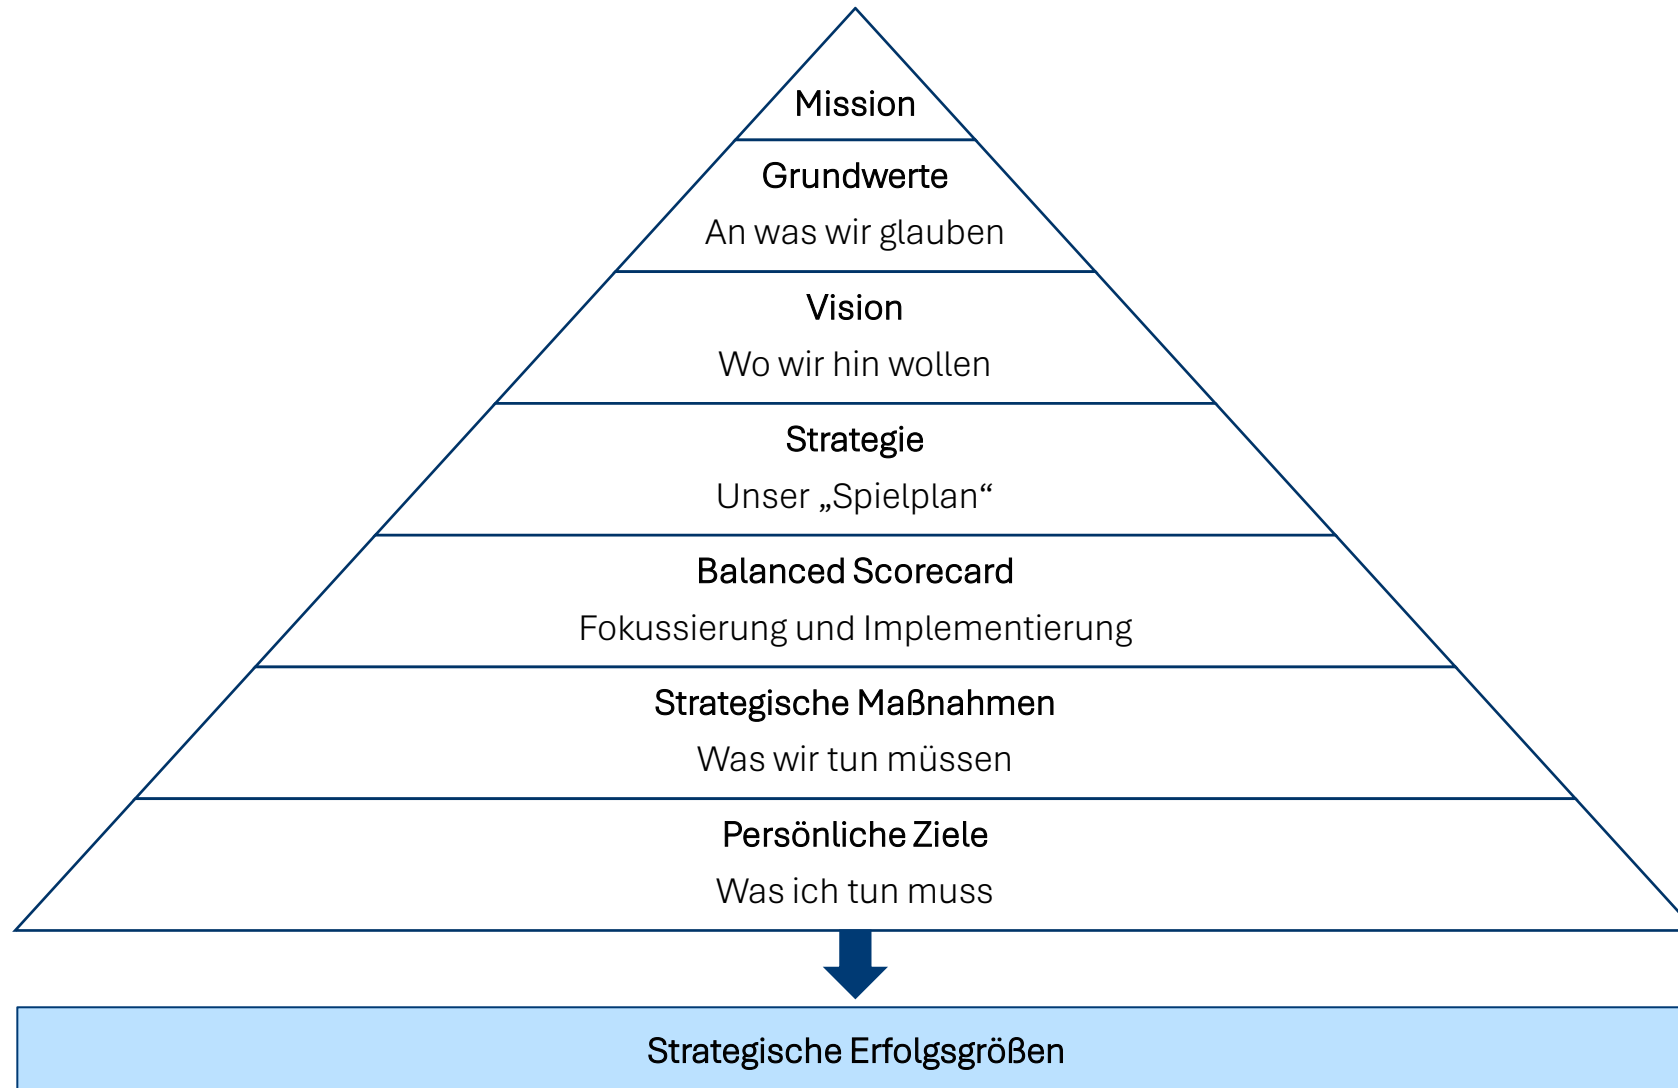 Mission
Grundwerte
An was wir glauben
Vision
Wo wir hin wollen
Strategie
Unser „Spielplan“
Balanced Scorecard
Fokussierung und Implementierung
Strategische Maßnahmen
Was wir tun müssen
Persönliche Ziele
Was ich tun muss
Strategische Erfolgsgrößen